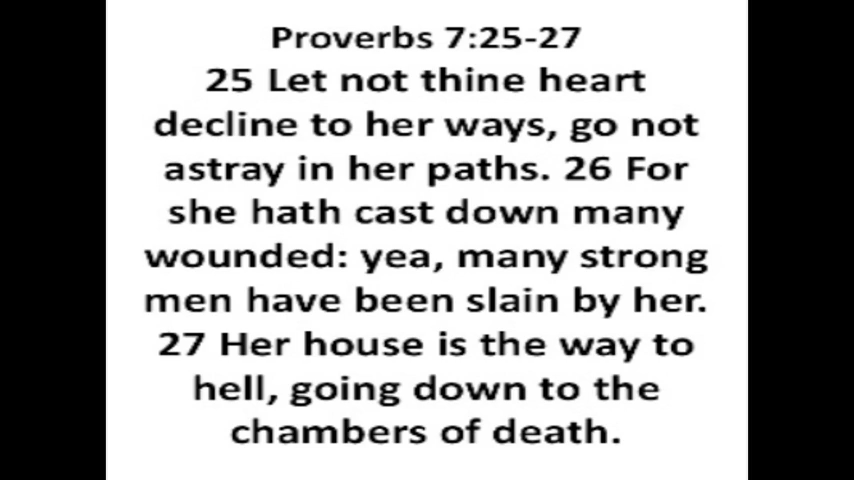 Proverbs 7:25-27
25 Let not thine heart
decline to her ways, go not
astray in her paths. 26 For
she hath cast down many
wounded: yea, many strong
men have been slain by her.
27 Her house is the way to
hell, going down to the
chambers of death.